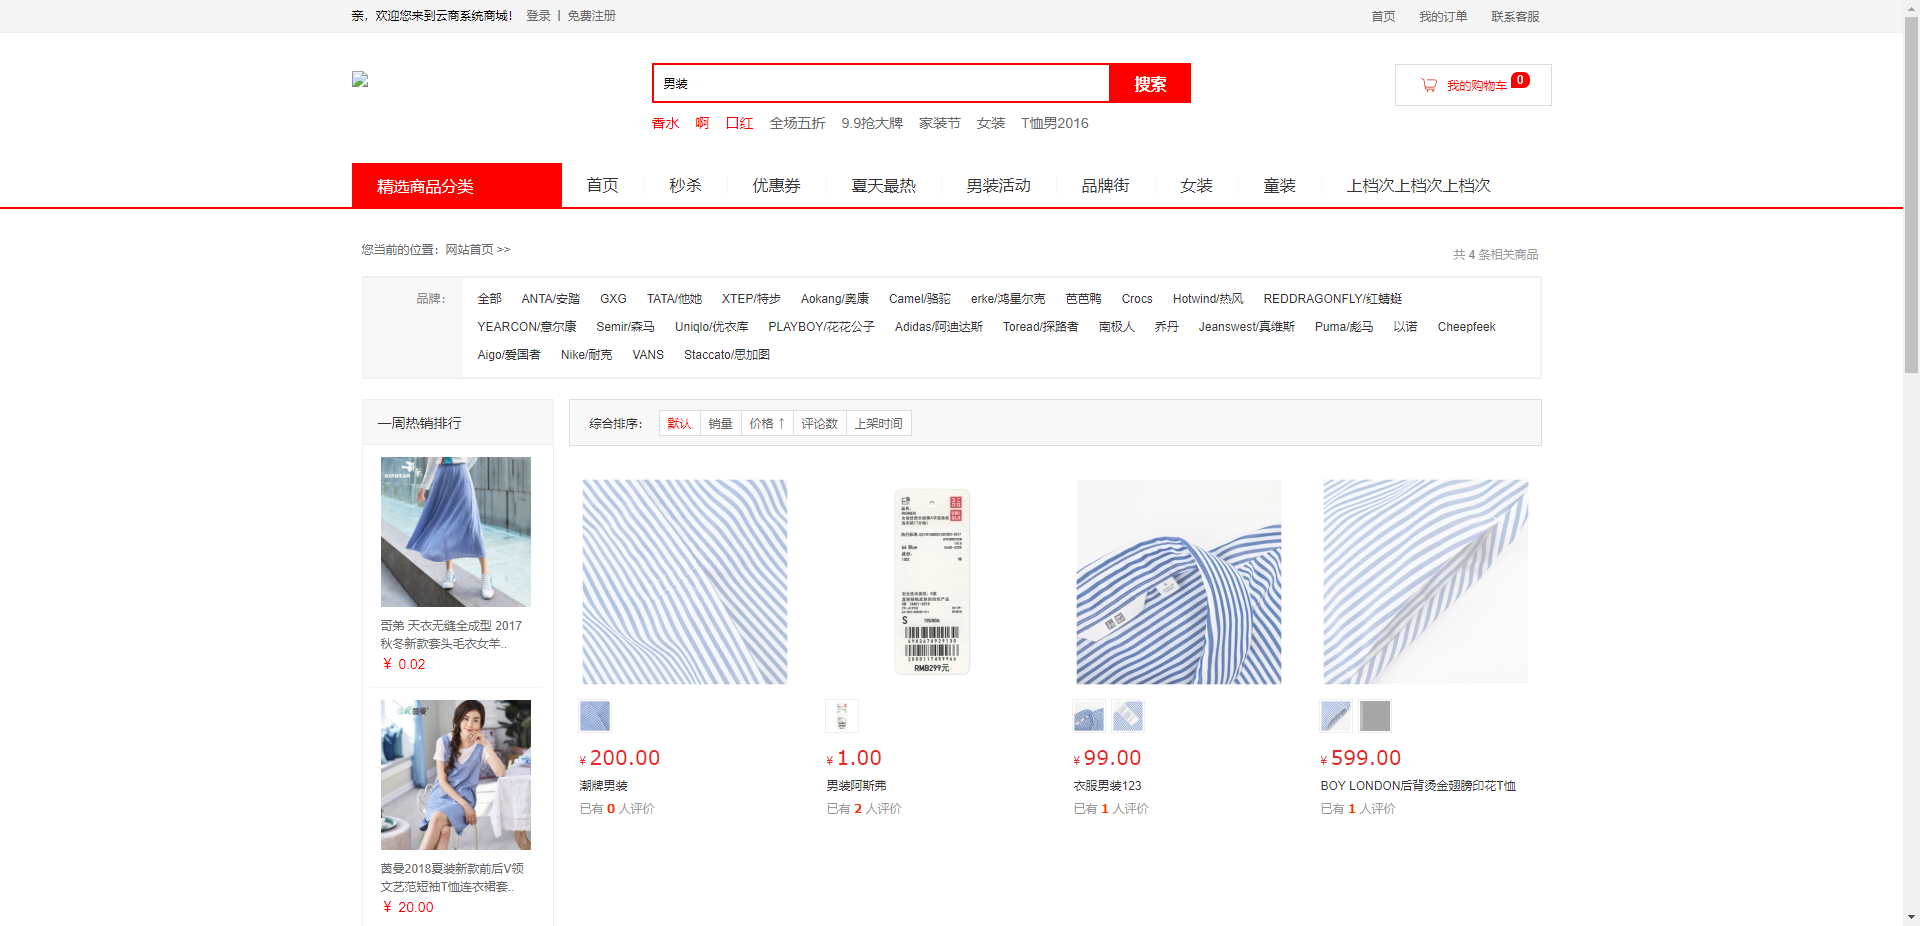 亲，欢迎您来到云商系统商城！ 登录 | 免费注册
首页 我的订单 联系客服
男装 搜索
我的购物车 0
香水 啊 口红 全场五折 9.9抢大牌 家装节 女装 T恤男2016
精选商品分类 首页 秒杀 优惠券 夏天最热 男装活动 品牌街 女装 童装 上档次上档次上档次
您当前的位置：网站首页 >>
共 4 条相关商品
品牌： 全部 ANTA/安踏 GXG TATA/他她 XTEP/特步 Aokang/奥康 Camel/骆驼 erke/鸿星尔克 芭芭鸭 Crocs Hotwind/热风 REDDRAGONFLY/红蜻蜓
YEARCON/意尔康 Semir/森马 Uniqlo/优衣库 PLAYBOY/花花公子 Adidas/阿迪达斯 Toread/探路者 南极人 乔丹 Jeanswest/真维斯 Puma/彪马 以诺 Cheepfeek
Aigo/爱国者 Nike/耐克 VANS Staccato/思加图
一周热销排行
哥弟 天衣无缝全成型 2017
秋冬新款套头毛衣女羊..
¥ 0.02
茵曼
茵曼2018夏装新款前后V领
文艺范短袖T恤连衣裙套..
¥ 20.00
综合排序： 默认 销量 价格 ↑ 评论数 上架时间
WOMEN
S
RMB299元
¥ 200.00
潮牌男装
已有 0 人评价
¥ 1.00
男装阿斯弗
已有 2 人评价
¥ 99.00
衣服男装123
已有 1 人评价
¥ 599.00
BOY LONDON后背烫金翅膀印花T恤
已有 1 人评价